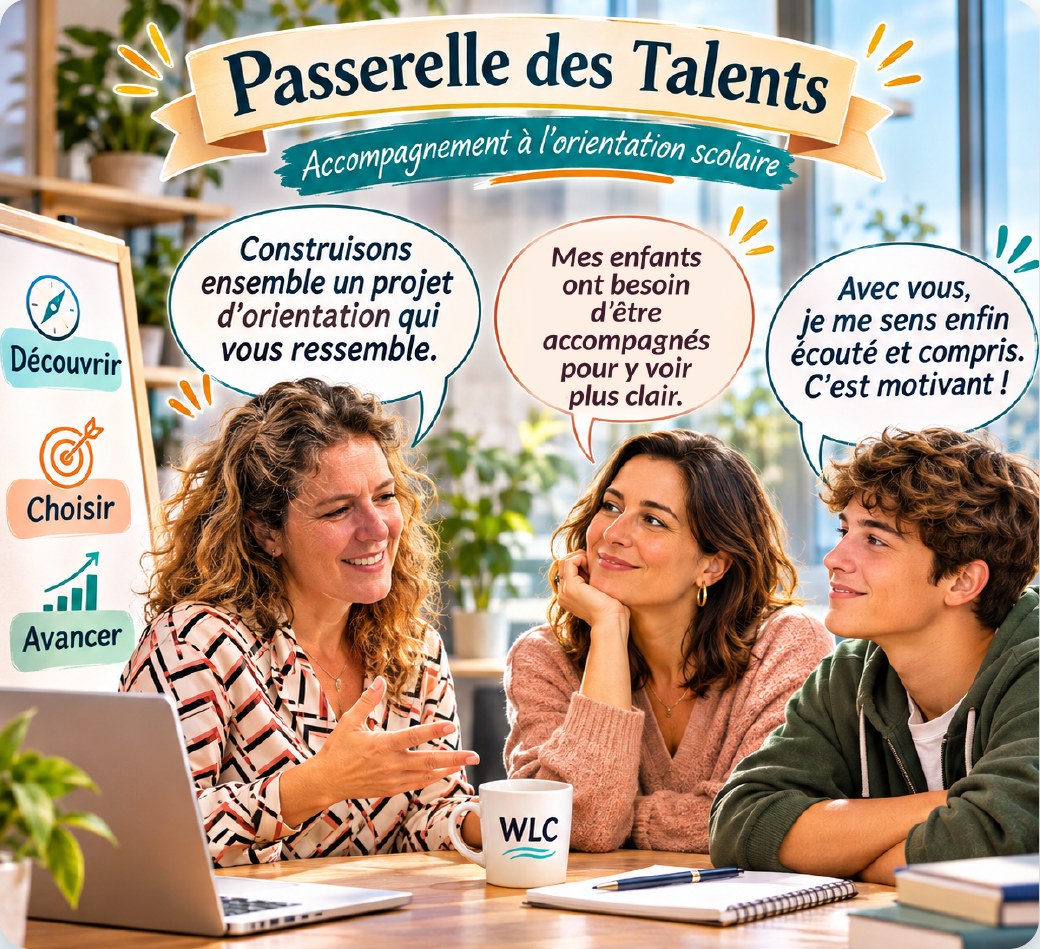 Passerelle des Talents
Accompagnement à l'orientation scolaire
Construisons
ensemble un projet
d'orientation qui
vous ressemble.
Mes enfants
ont besoin
d'être
accompagnés
pour y voir
plus clair.
Avec vous,
je me sens enfin
écouté et compris.
C'est motivant !
Découvrir
Choisir
Avancer
WLC